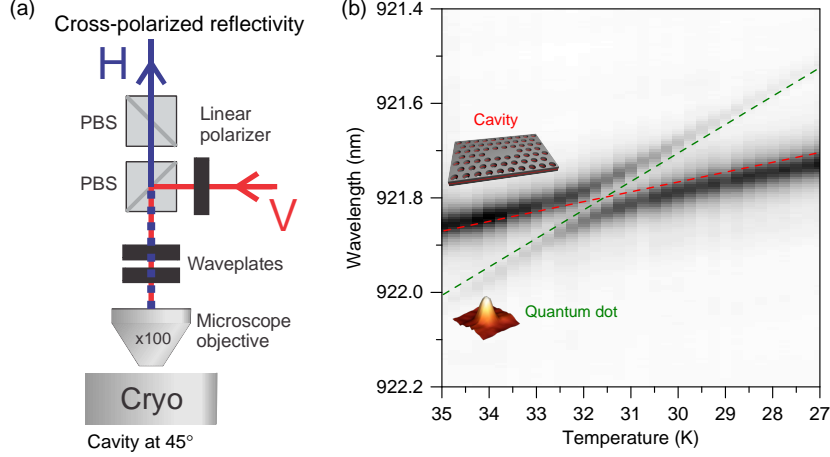 (a)
Cross-polarized reflectivity
H
PBS
Linear
polarizer
PBS
V
Waveplates
x100
Microscope
objective
Cryo
Cavity at 45°
(b)
921.4
921.6
921.8
922.0
922.2
Wavelength (nm)
Cavity
Quantum dot
35 34 33 32 31 30 29 28 27
Temperature (K)